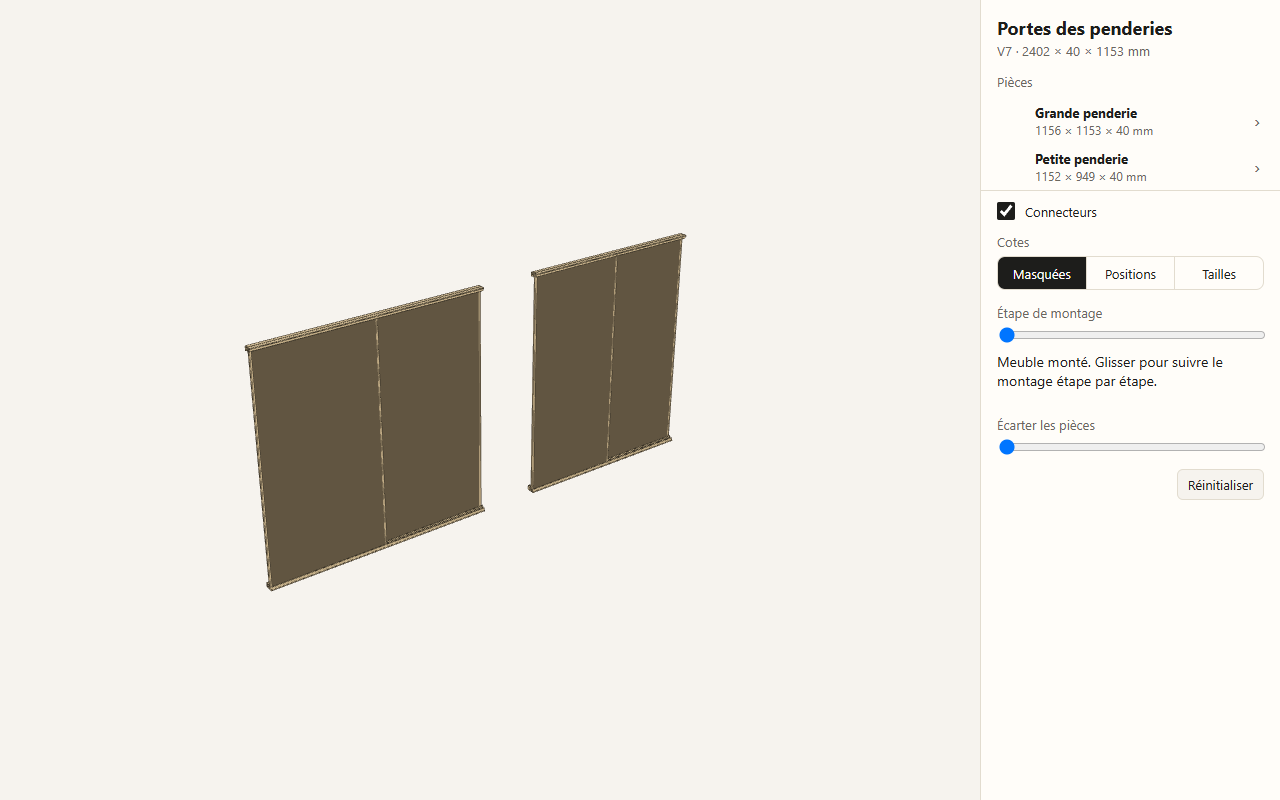 Portes des penderies
V7 · 2402 × 40 × 1153 mm
Pièces
Grande penderie
1156 × 1153 × 40 mm
Petite penderie
1152 × 949 × 40 mm
Connecteurs
Cotes
Masquées Positions Tailles
Étape de montage
Meuble monté. Glisser pour suivre le
montage étape par étape.
Écarter les pièces
Réinitialiser